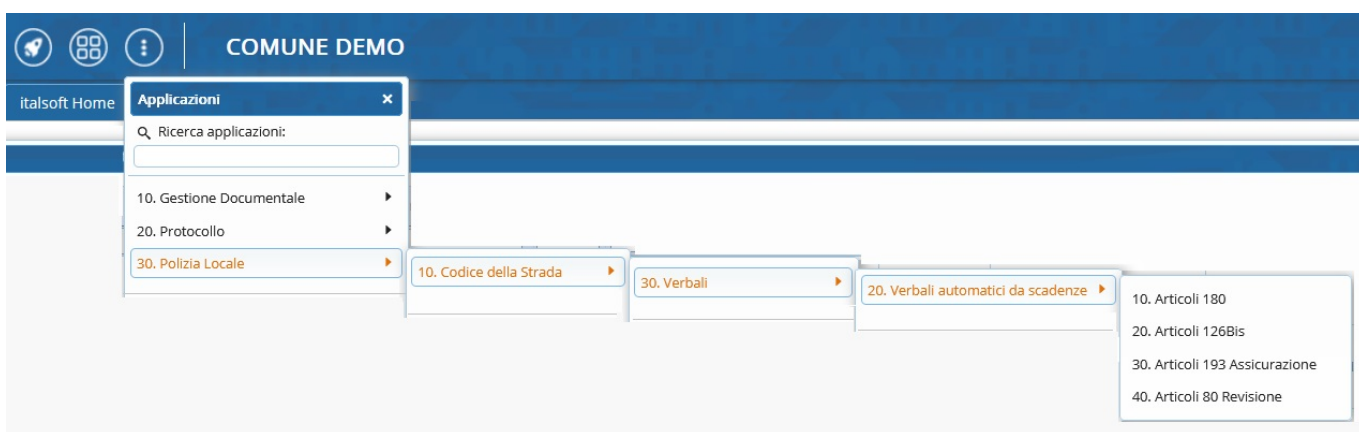 COMUNE DEMO
italsoft Home
Applicazioni
Ricerca applicazioni:
10. Gestione Documentale
20. Protocollo
30. Polizia Locale
10. Codice della Strada
30. Verbali
20. Verbali automatici da scadenze
10. Articoli 180
20. Articoli 126Bis
30. Articoli 193 Assicurazione
40. Articoli 80 Revisione